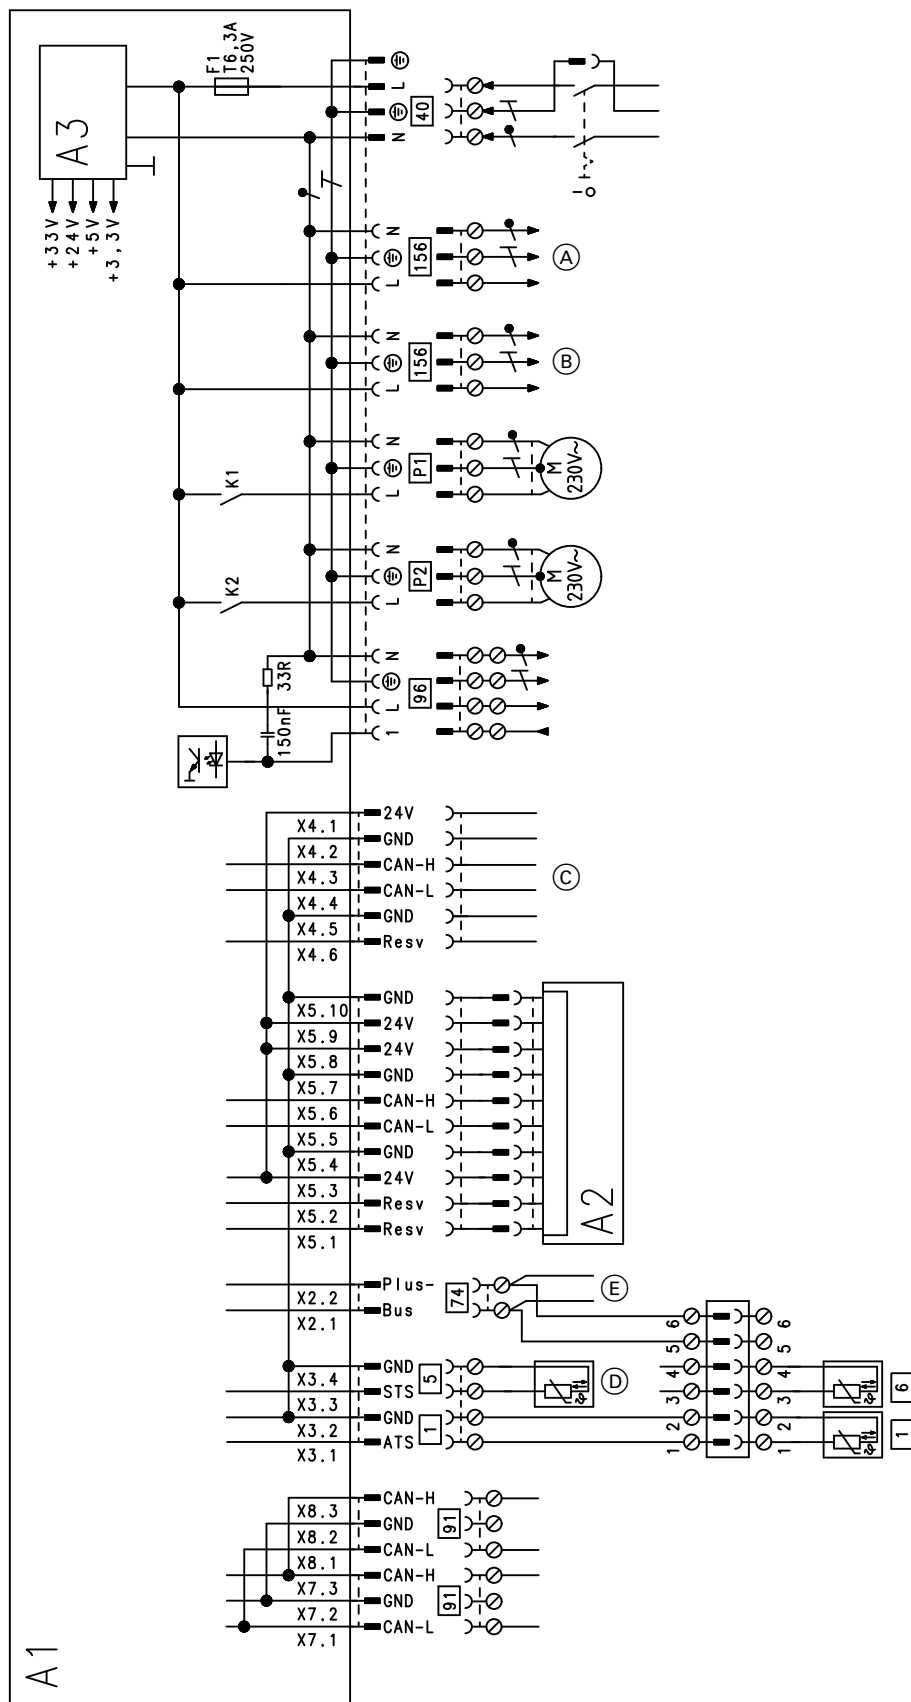 A3
+33V
+24V
+5V
+3,3V
F1
T6,3A
250V
L
40
N
N
156
L
A
N
156
L
B
N
P1
L
K1
M
230V~
N
P2
L
K2
M
230V~
33R
150nF
N
96
L
1
X4.1 24V
X4.2 GND
X4.3 CAN-H
X4.4 CAN-L
X4.5 GND
X4.6 Resv
C
X5.10 GND
X5.9 24V
X5.8 24V
X5.7 GND
X5.6 CAN-H
X5.5 CAN-L
X5.4 GND
X5.3 24V
X5.2 Resv
X5.1 Resv
A2
X2.2 Plus-
X2.1 Bus
74
E
6 6
5 5
4 4
3 3
2 2
1 1
X3.4 GND
X3.3 STS
5
D
X3.2 GND
X3.1 ATS
1
6
1
X8.3 CAN-H
X8.2 GND
X8.1 CAN-L
91
X7.3 CAN-H
X7.2 GND
X7.1 CAN-L
91
A1